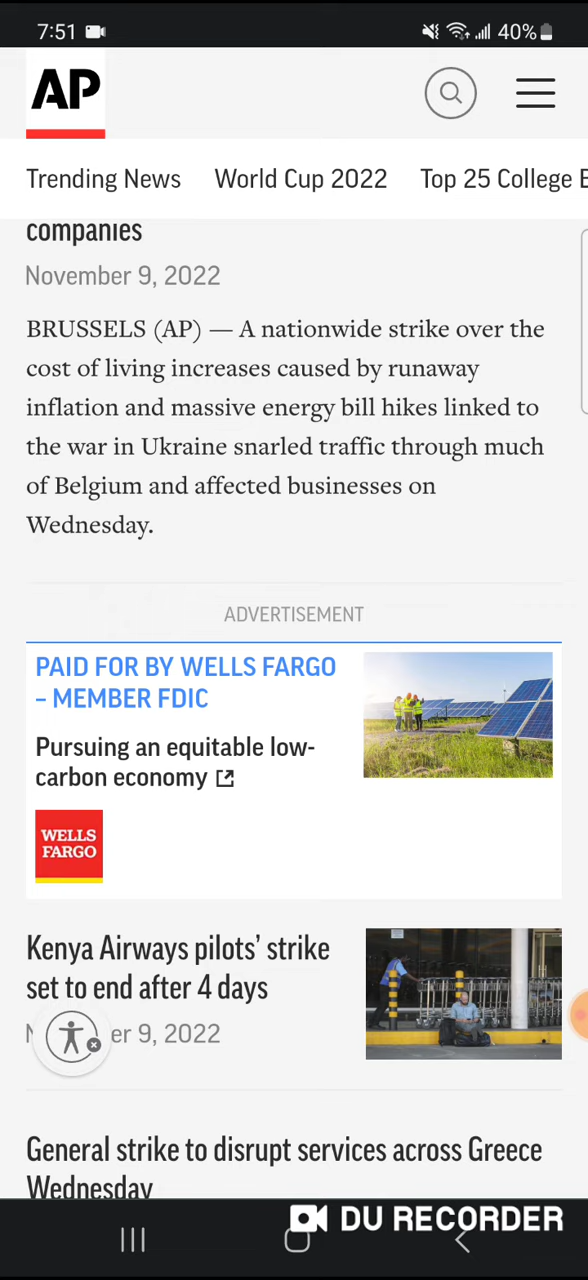 7:51
40%
AP
Trending News World Cup 2022 Top 25 College
companies
November 9, 2022
BRUSSELS (AP) — A nationwide strike over the
cost of living increases caused by runaway
inflation and massive energy bill hikes linked to
the war in Ukraine snarled traffic through much
of Belgium and affected businesses on
Wednesday.
ADVERTISEMENT
PAID FOR BY WELLS FARGO
– MEMBER FDIC
Pursuing an equitable low-
carbon economy
WELLS
FARGO
Kenya Airways pilots’ strike
set to end after 4 days
er 9, 2022
General strike to disrupt services across Greece
Wednesday
DU RECORDER